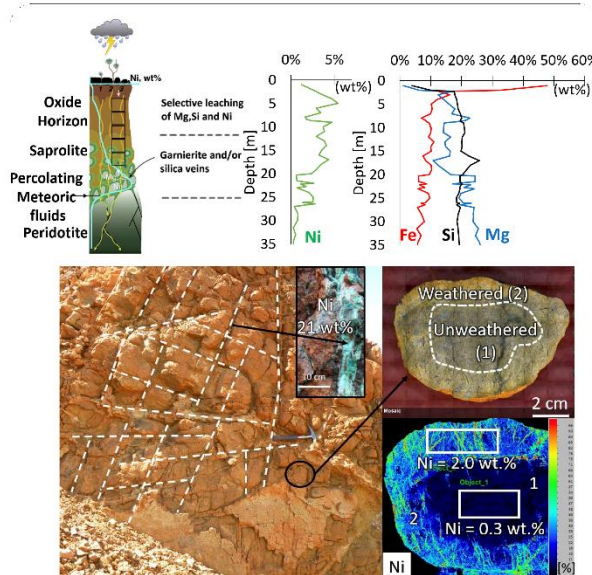 Ni, wt%
Oxide
Horizon
Saprolite
Percolating
Meteoric
fluids
Peridotite
Selective leaching
of Mg,Si and Ni
Garnierite and/or
silica veins
0% 5%
(wt%)
Depth [m]
0
5
10
15
20
25
30
35
Ni
0% 10% 20% 30% 40% 50% 60%
(wt%)
Depth [m]
0
5
10
15
20
25
30
35
Fe Si Mg
Ni
21 wt%
10 cm
Weathered (2)
Unweathered
(1)
Mosaic
2 cm
Ni = 2.0 wt.%
Object_1
1
2
Ni = 0.3 wt.%
Ni
[%]